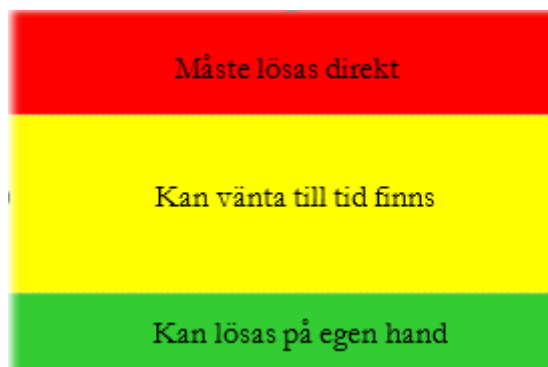 Måste lösas direkt
Kan vänta till tid finns
Kan lösas på egen hand